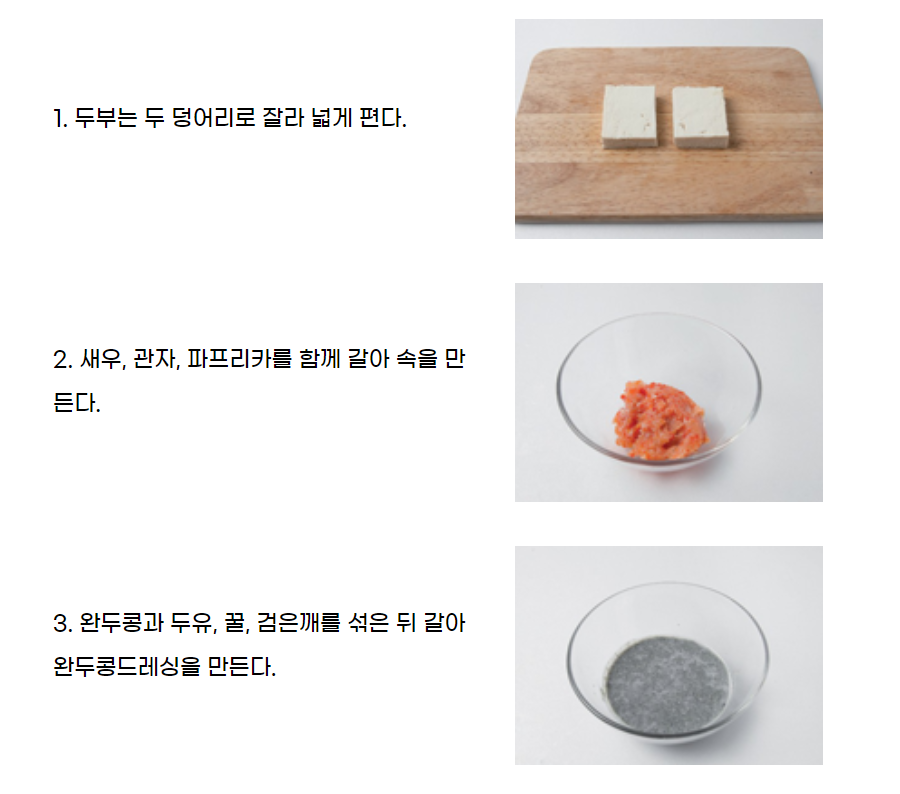 1. 두부는 두 덩어리로 잘라 넓게 편다.
2. 새우, 관자, 파프리카를 함께 갈아 속을 만
든다.
3. 완두콩과 두유, 꿀, 검은깨를 섞은 뒤 갈아
완두콩드레싱을 만든다.